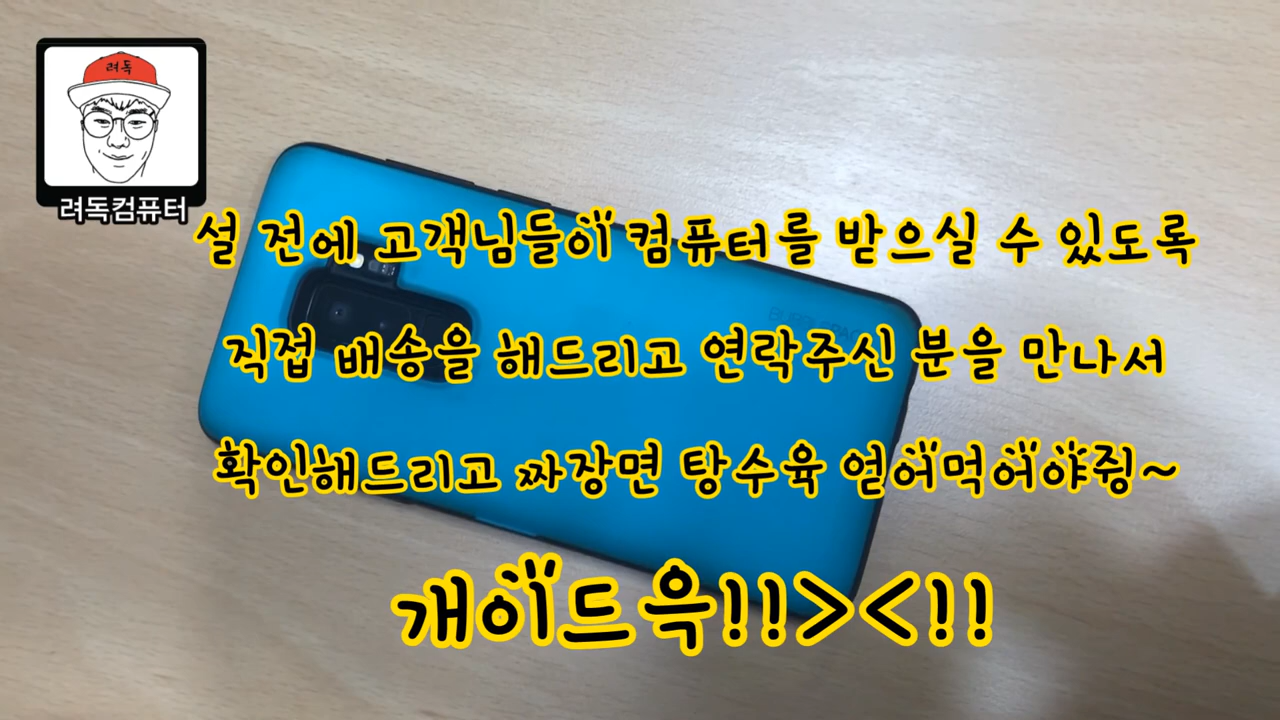 려독
려독컴퓨터
설 전에 고객님들이 컴퓨터를 받으실 수 있도록
직접 배송을 해드리고 연락주신 분을 만나서
확인해드리고 짜장면 탕수육 얻어먹어야쥥~
개이드윽!!><!!